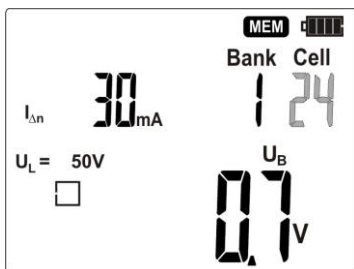 MEM
Bank Cell
IΔn 30mA 1 24
UL = 50V UB
0.7V